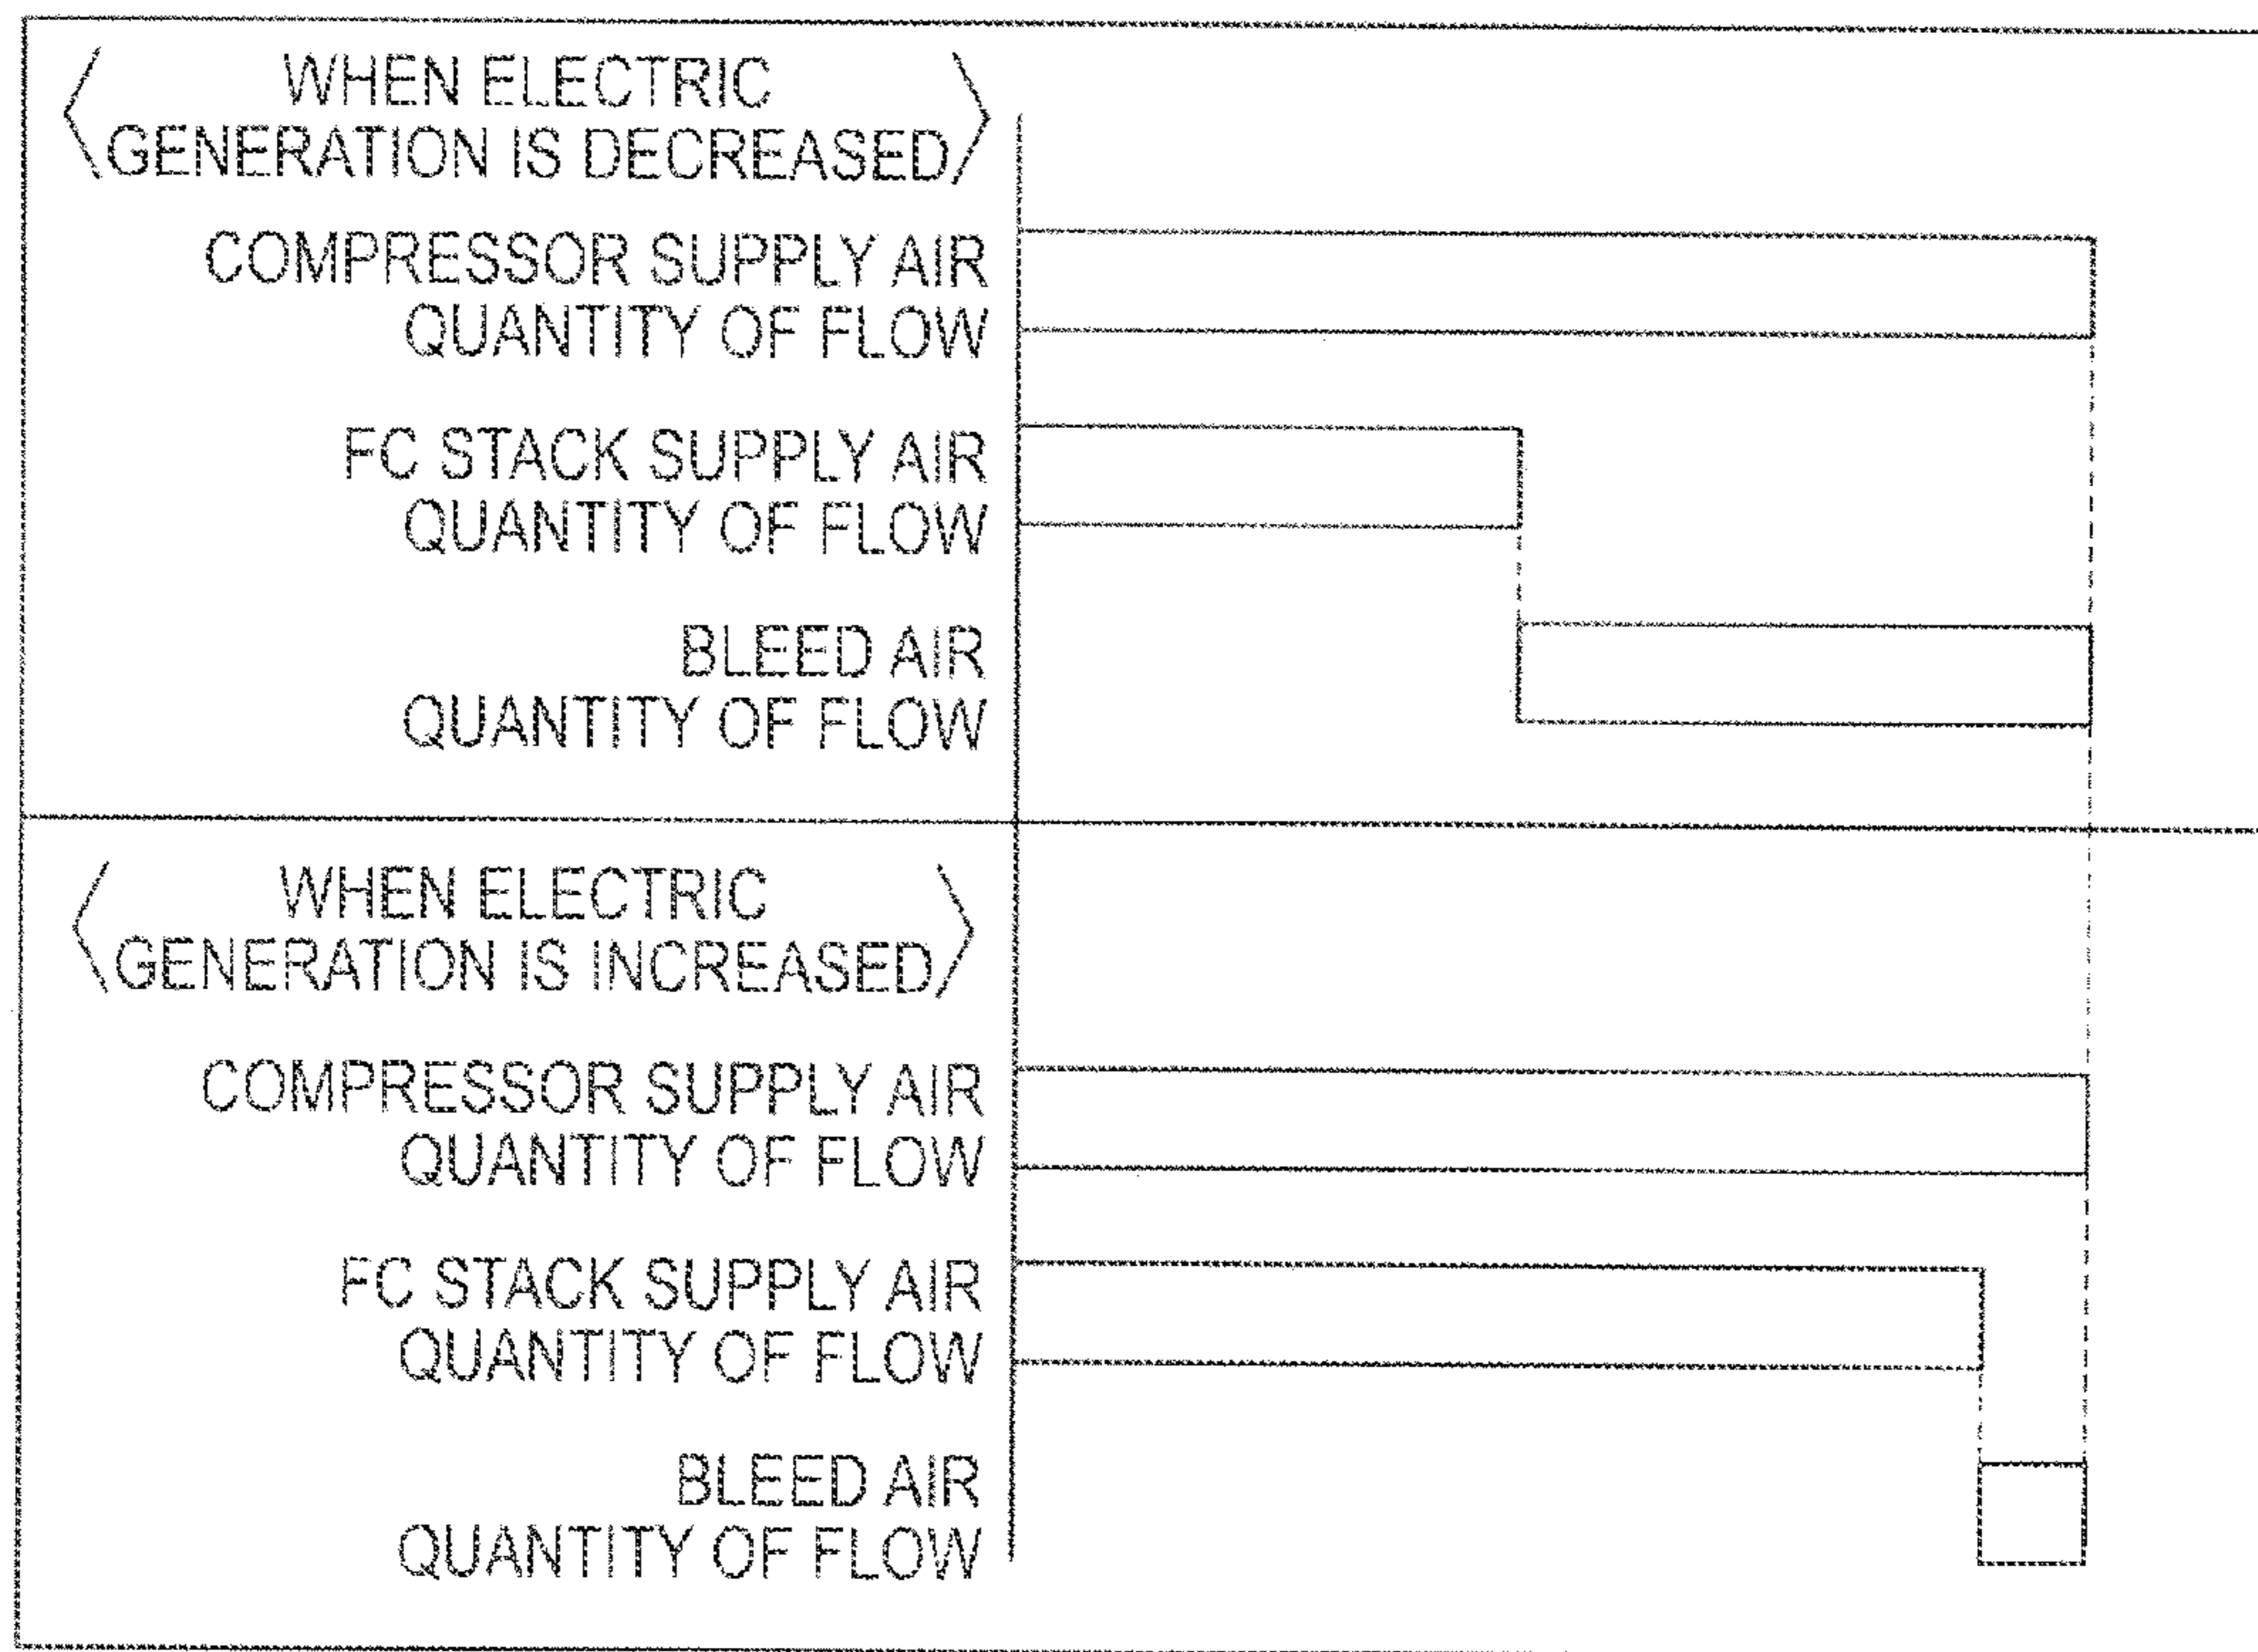 WHEN ELECTRIC
GENERATION IS DECREASED
COMPRESSOR SUPPLY AIR
QUANTITY OF FLOW
FC STACK SUPPLY AIR
QUANTITY OF FLOW
BLEED AIR
QUANTITY OF FLOW
WHEN ELECTRIC
GENERATION IS INCREASED
COMPRESSOR SUPPLY AIR
QUANTITY OF FLOW
FC STACK SUPPLY AIR
QUANTITY OF FLOW
BLEED AIR
QUANTITY OF FLOW